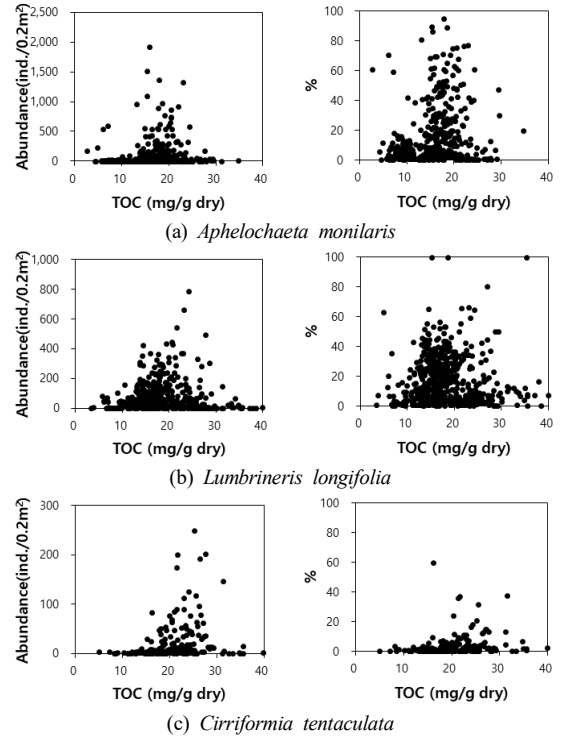 Abundance(ind./0.2m²)
2,500
2,000
1,500
1,000
500
0
0 10 20 30 40
TOC (mg/g dry)
%
100
80
60
40
20
0
0 10 20 30 40
TOC (mg/g dry)
(a) Aphelochaeta monilaris
Abundance(ind./0.2m²)
1,000
800
600
400
200
0
0 10 20 30 40
TOC (mg/g dry)
%
100
80
60
40
20
0
0 10 20 30 40
TOC (mg/g dry)
(b) Lumbrineris longifolia
Abundance(ind./0.2m²)
300
200
100
0
0 10 20 30 40
TOC (mg/g dry)
%
100
80
60
40
20
0
0 10 20 30 40
TOC (mg/g dry)
(c) Cirriformia tentaculata